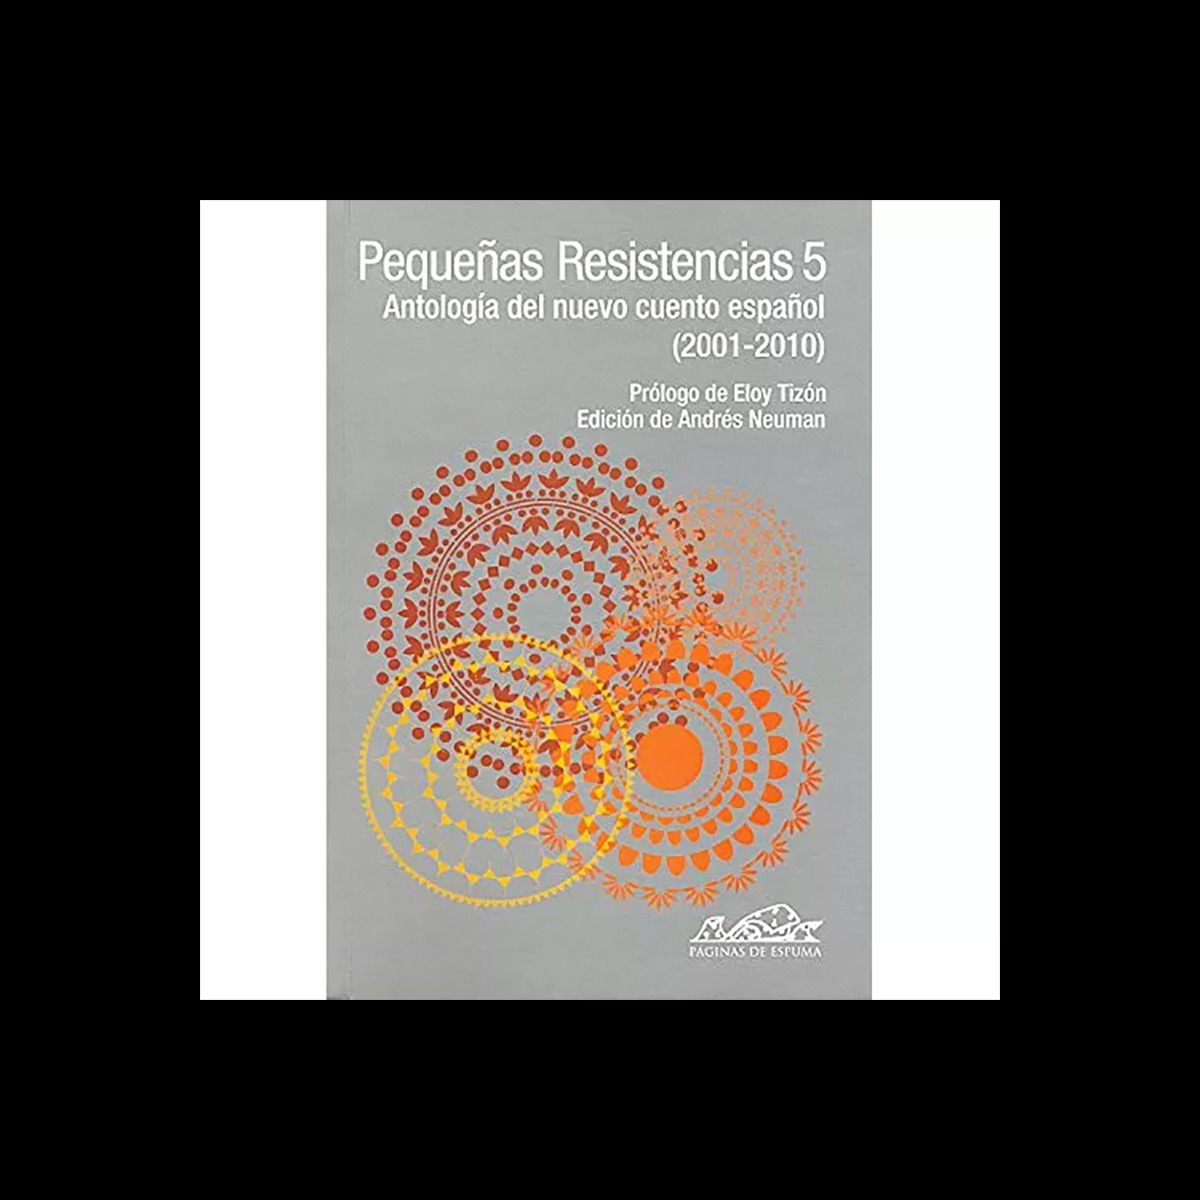 Pequeñas Resistencias 5
Antología del nuevo cuento español
(2001-2010)
Prólogo de Eloy Tizón
Edición de Andrés Neuman
PAGINAS DE ESPUMA